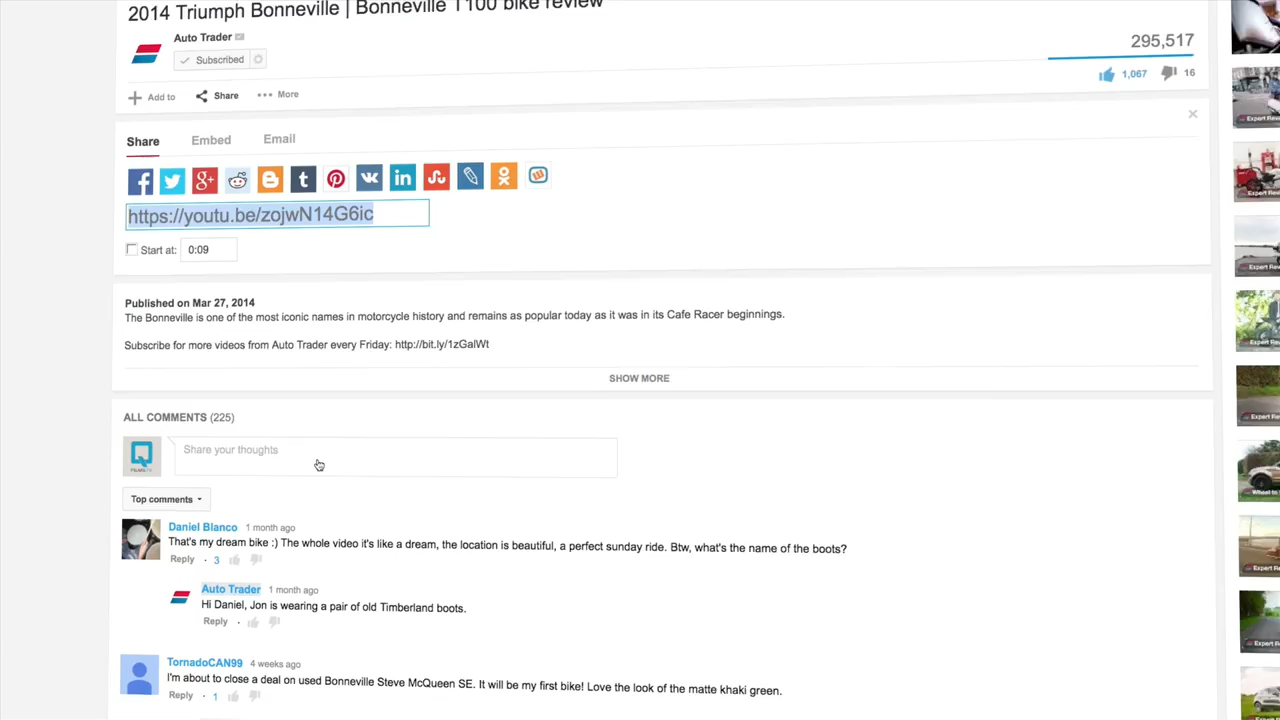 2014 Triumph Bonneville | Bonneville T100 bike review
Auto Trader
Subscribed
295,517
1,067 16
Add to Share More
Share Embed Email
https://youtu.be/zojwN14G6ic
Start at: 0:09
Published on Mar 27, 2014
The Bonneville is one of the most iconic names in motorcycle history and remains as popular today as it was in its Cafe Racer beginnings.
Subscribe for more videos from Auto Trader every Friday: http://bit.ly/1zGalWt
SHOW MORE
ALL COMMENTS (225)
Share your thoughts
Top comments
Daniel Blanco 1 month ago
That's my dream bike :) The whole video it's like a dream, the location is beautiful, a perfect sunday ride. Btw, what's the name of the boots?
Reply · 3
Auto Trader 1 month ago
Hi Daniel, Jon is wearing a pair of old Timberland boots.
Reply ·
TornadoCAN99 4 weeks ago
I'm about to close a deal on used Bonneville Steve McQueen SE. It will be my first bike! Love the look of the matte khaki green.
Reply · 1